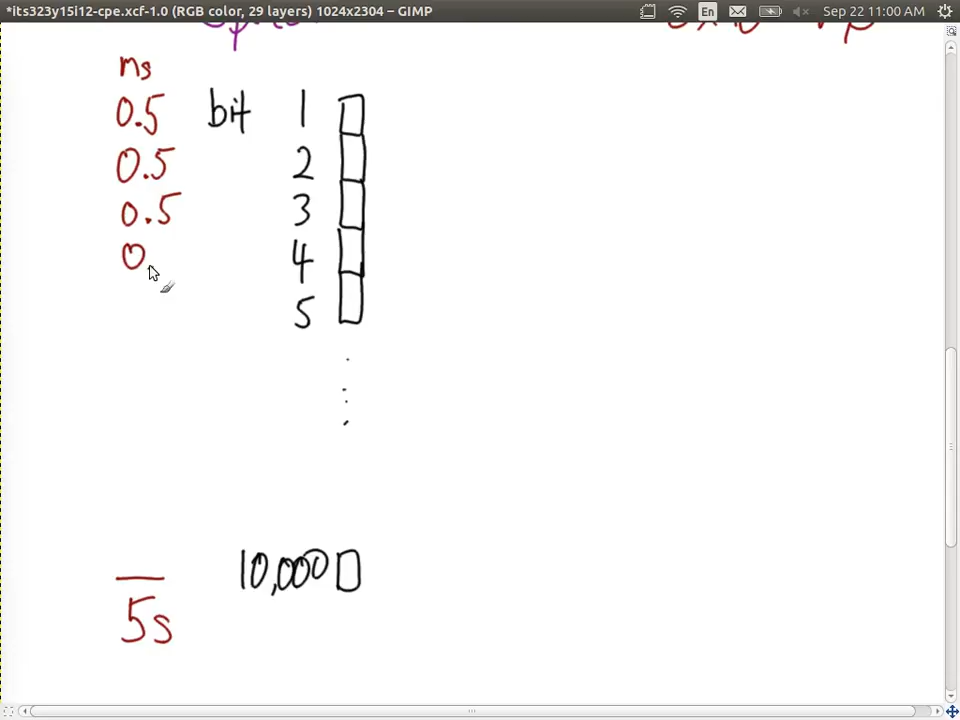 *its323y15i12-cpe.xcf-1.0 (RGB color, 29 layers) 1024x2304 – GIMP En Sep 22 11:00 AM
ms
0.5 bit 1
0.5 2
0.5 3
0. 4
5
10,000
5s